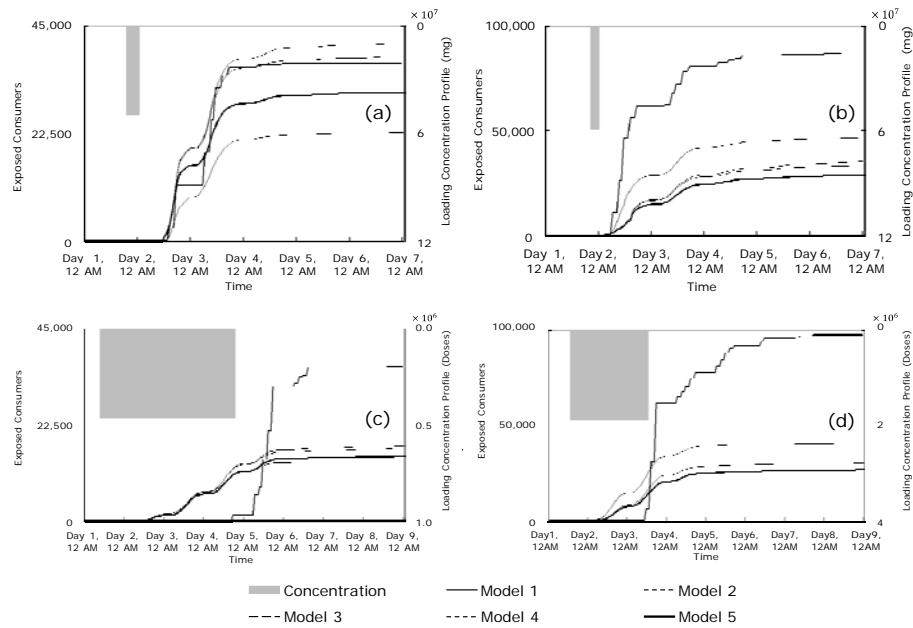 45,000
22,500
0
Exposed Consumers
(a)
× 10⁷
0
6
12
Loading Concentration Profile (mg)
Day 1, Day 2, Day 3, Day 4, Day 5, Day 6, Day 7,
12 AM 12 AM 12 AM 12 AM 12 AM 12 AM 12 AM
Time
100,000
50,000
0
Exposed Consumers
(b)
× 10⁷
0
6
12
Loading Concentration Profile (mg)
Day 1, Day 2, Day 3, Day 4, Day 5, Day 6, Day 7,
12 AM 12 AM 12 AM 12 AM 12 AM 12 AM 12 AM
Time
45,000
22,500
0
Exposed Consumers
(c)
× 10⁶
0.0
0.5
1.0
Loading Concentration Profile (Doses)
Day 1, Day 2, Day 3, Day 4, Day 5, Day 6, Day 7, Day 8, Day 9,
12 AM 12 AM 12 AM 12 AM 12 AM 12 AM 12 AM 12 AM 12 AM
Time
100,000
50,000
0
Exposed Consumers
(d)
× 10⁶
0
2
4
Loading Concentration Profile (Doses)
Day1, Day2, Day3, Day4, Day5, Day6, Day7, Day8, Day9,
12AM 12AM 12AM 12AM 12AM 12AM 12AM 12AM 12AM
Time
Concentration Model 1 Model 2
Model 3 Model 4 Model 5